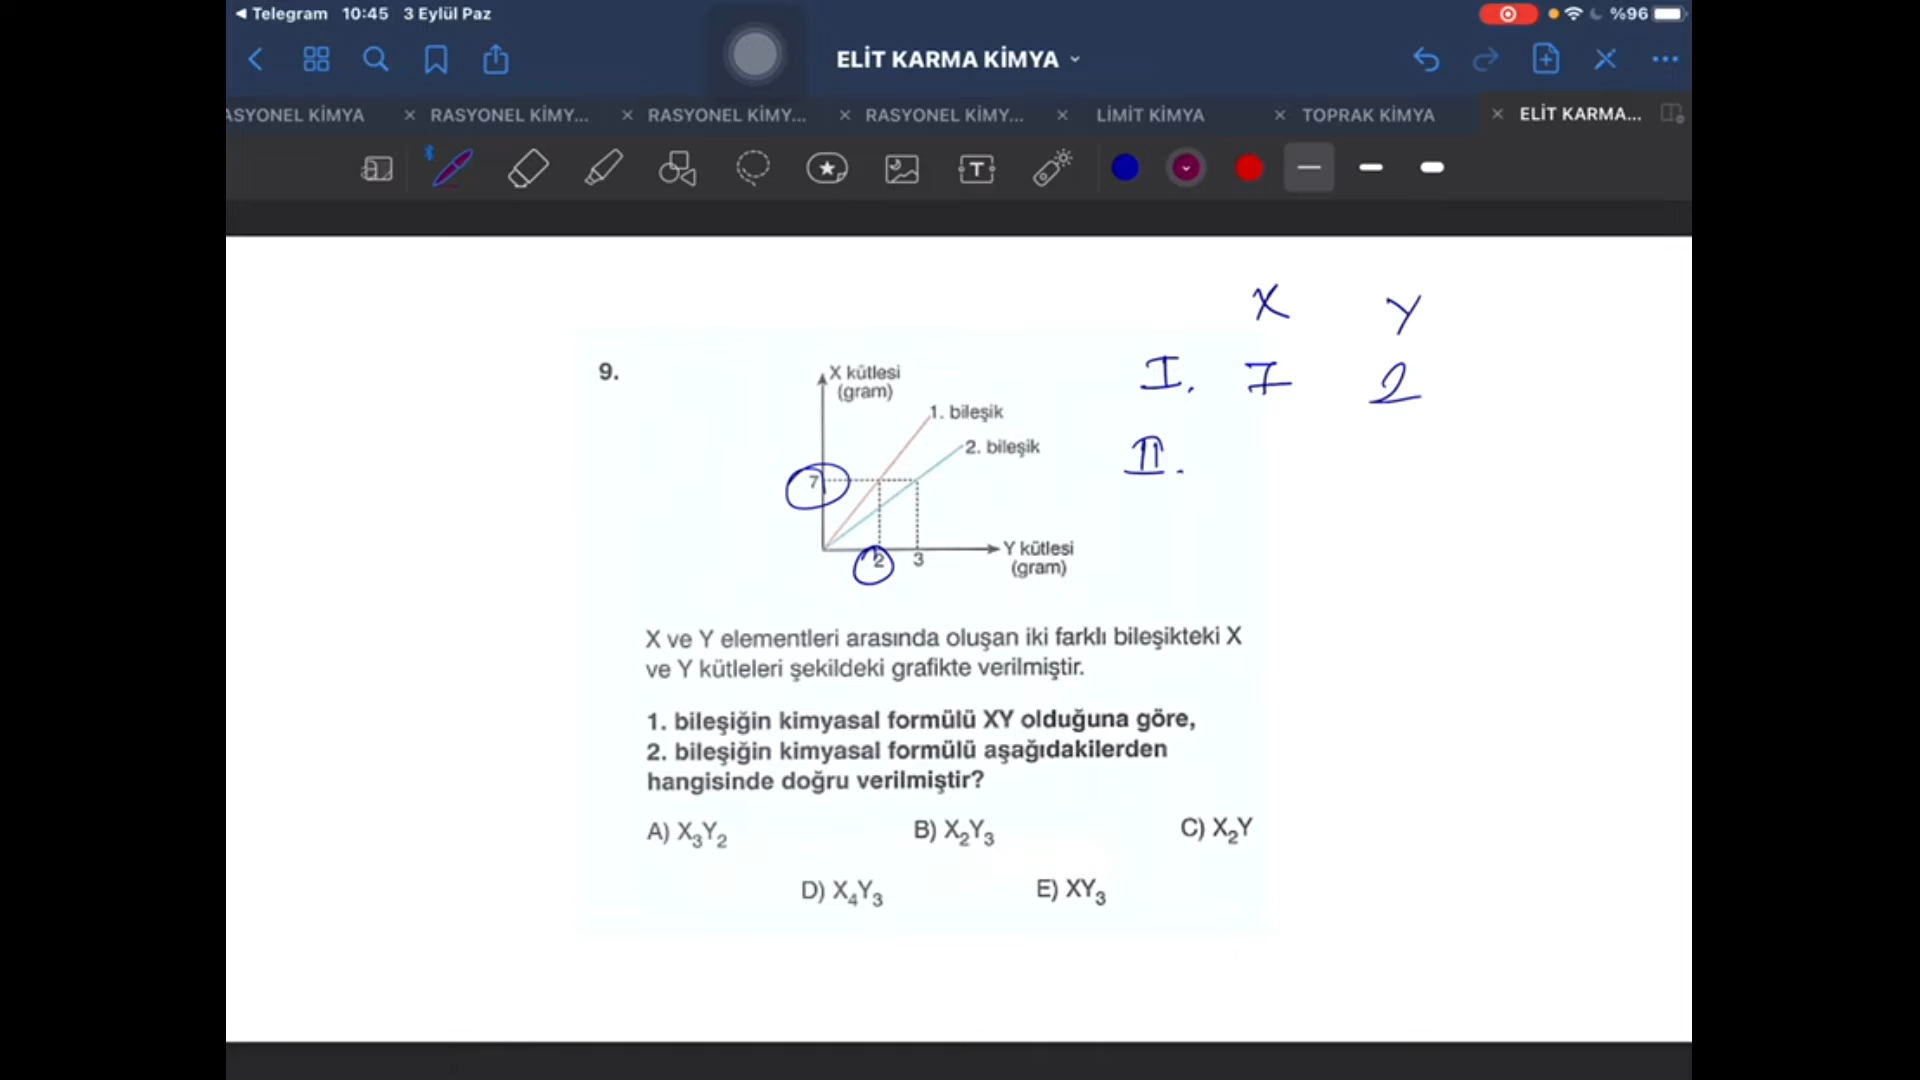 Telegram 10:45 3 Eylül Paz %96
ELİT KARMA KİMYA
ASYONEL KİMYA RASYONEL KİMY... RASYONEL KİMY... RASYONEL KİMY... LİMİT KİMYA TOPRAK KİMYA ELİT KARMA...
X Y
I. 7 2
II.
9.
X kütlesi
(gram)
1. bileşik
2. bileşik
7
2 3
Y kütlesi
(gram)
X ve Y elementleri arasında oluşan iki farklı bileşikteki X
ve Y kütleleri şekildeki grafikte verilmiştir.
1. bileşiğin kimyasal formülü XY olduğuna göre,
2. bileşiğin kimyasal formülü aşağıdakilerden
hangisinde doğru verilmiştir?
A) X₃Y₂ B) X₂Y₃ C) X₂Y
D) X₄Y₃ E) XY₃